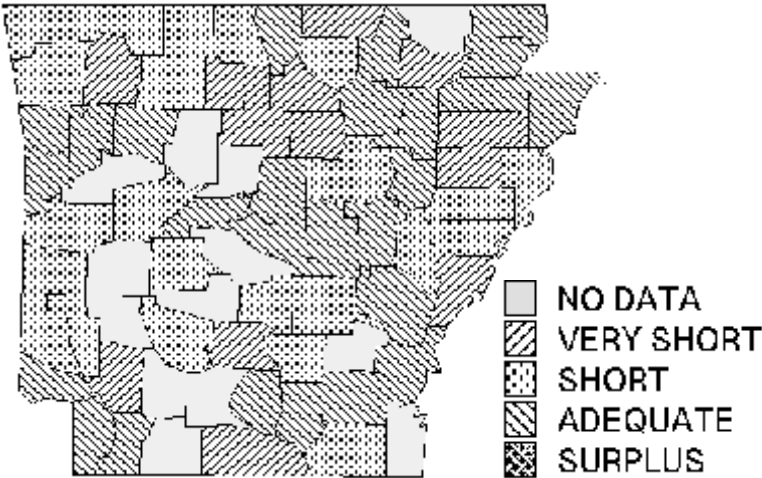 NO DATA
VERY SHORT
SHORT
ADEQUATE
SURPLUS